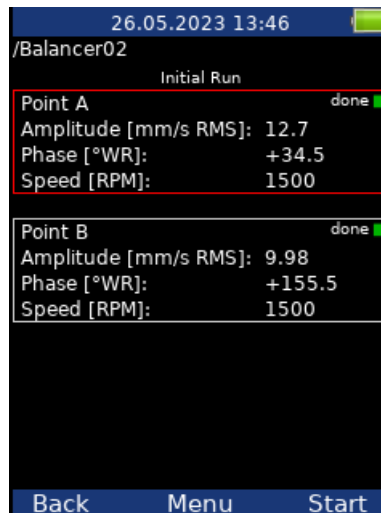 26.05.2023 13:46
/Balancer02
Initial Run
Point A done
Amplitude [mm/s RMS]: 12.7
Phase [°WR]: +34.5
Speed [RPM]: 1500
Point B done
Amplitude [mm/s RMS]: 9.98
Phase [°WR]: +155.5
Speed [RPM]: 1500
Back Menu Start